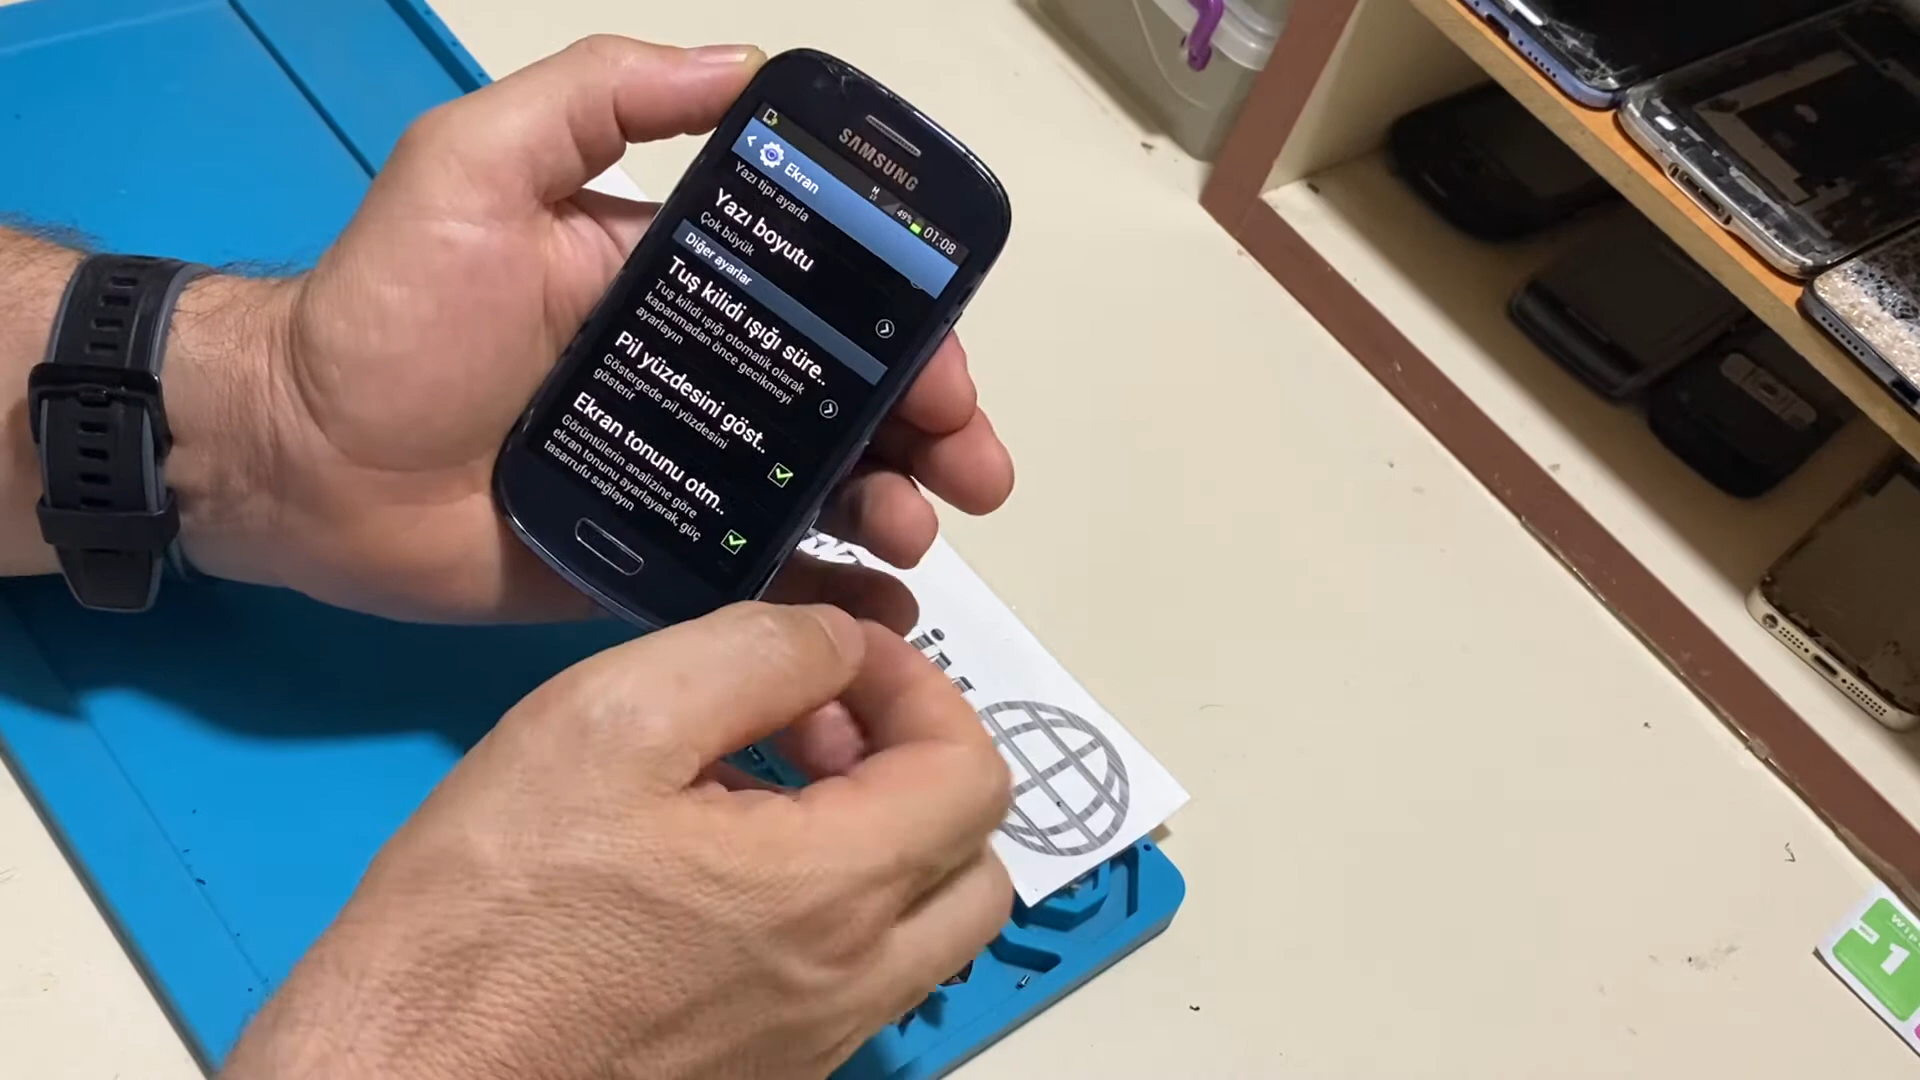 SAMSUNG
49% 01:08
Ekran
Yazı tipi ayarla
Yazı boyutu
Çok büyük
Diğer ayarlar
Tuş kilidi ışığı süre..
Tuş kilidi ışığı otomatik olarak
kapanmadan önce gecikmeyi
ayarlayın
Pil yüzdesini göst..
Göstergede pil yüzdesini
gösterir
Ekran tonunu otm..
Görüntülerin analizine göre
ekran tonunu ayarlayarak, güç
tasarrufu sağlayın
1